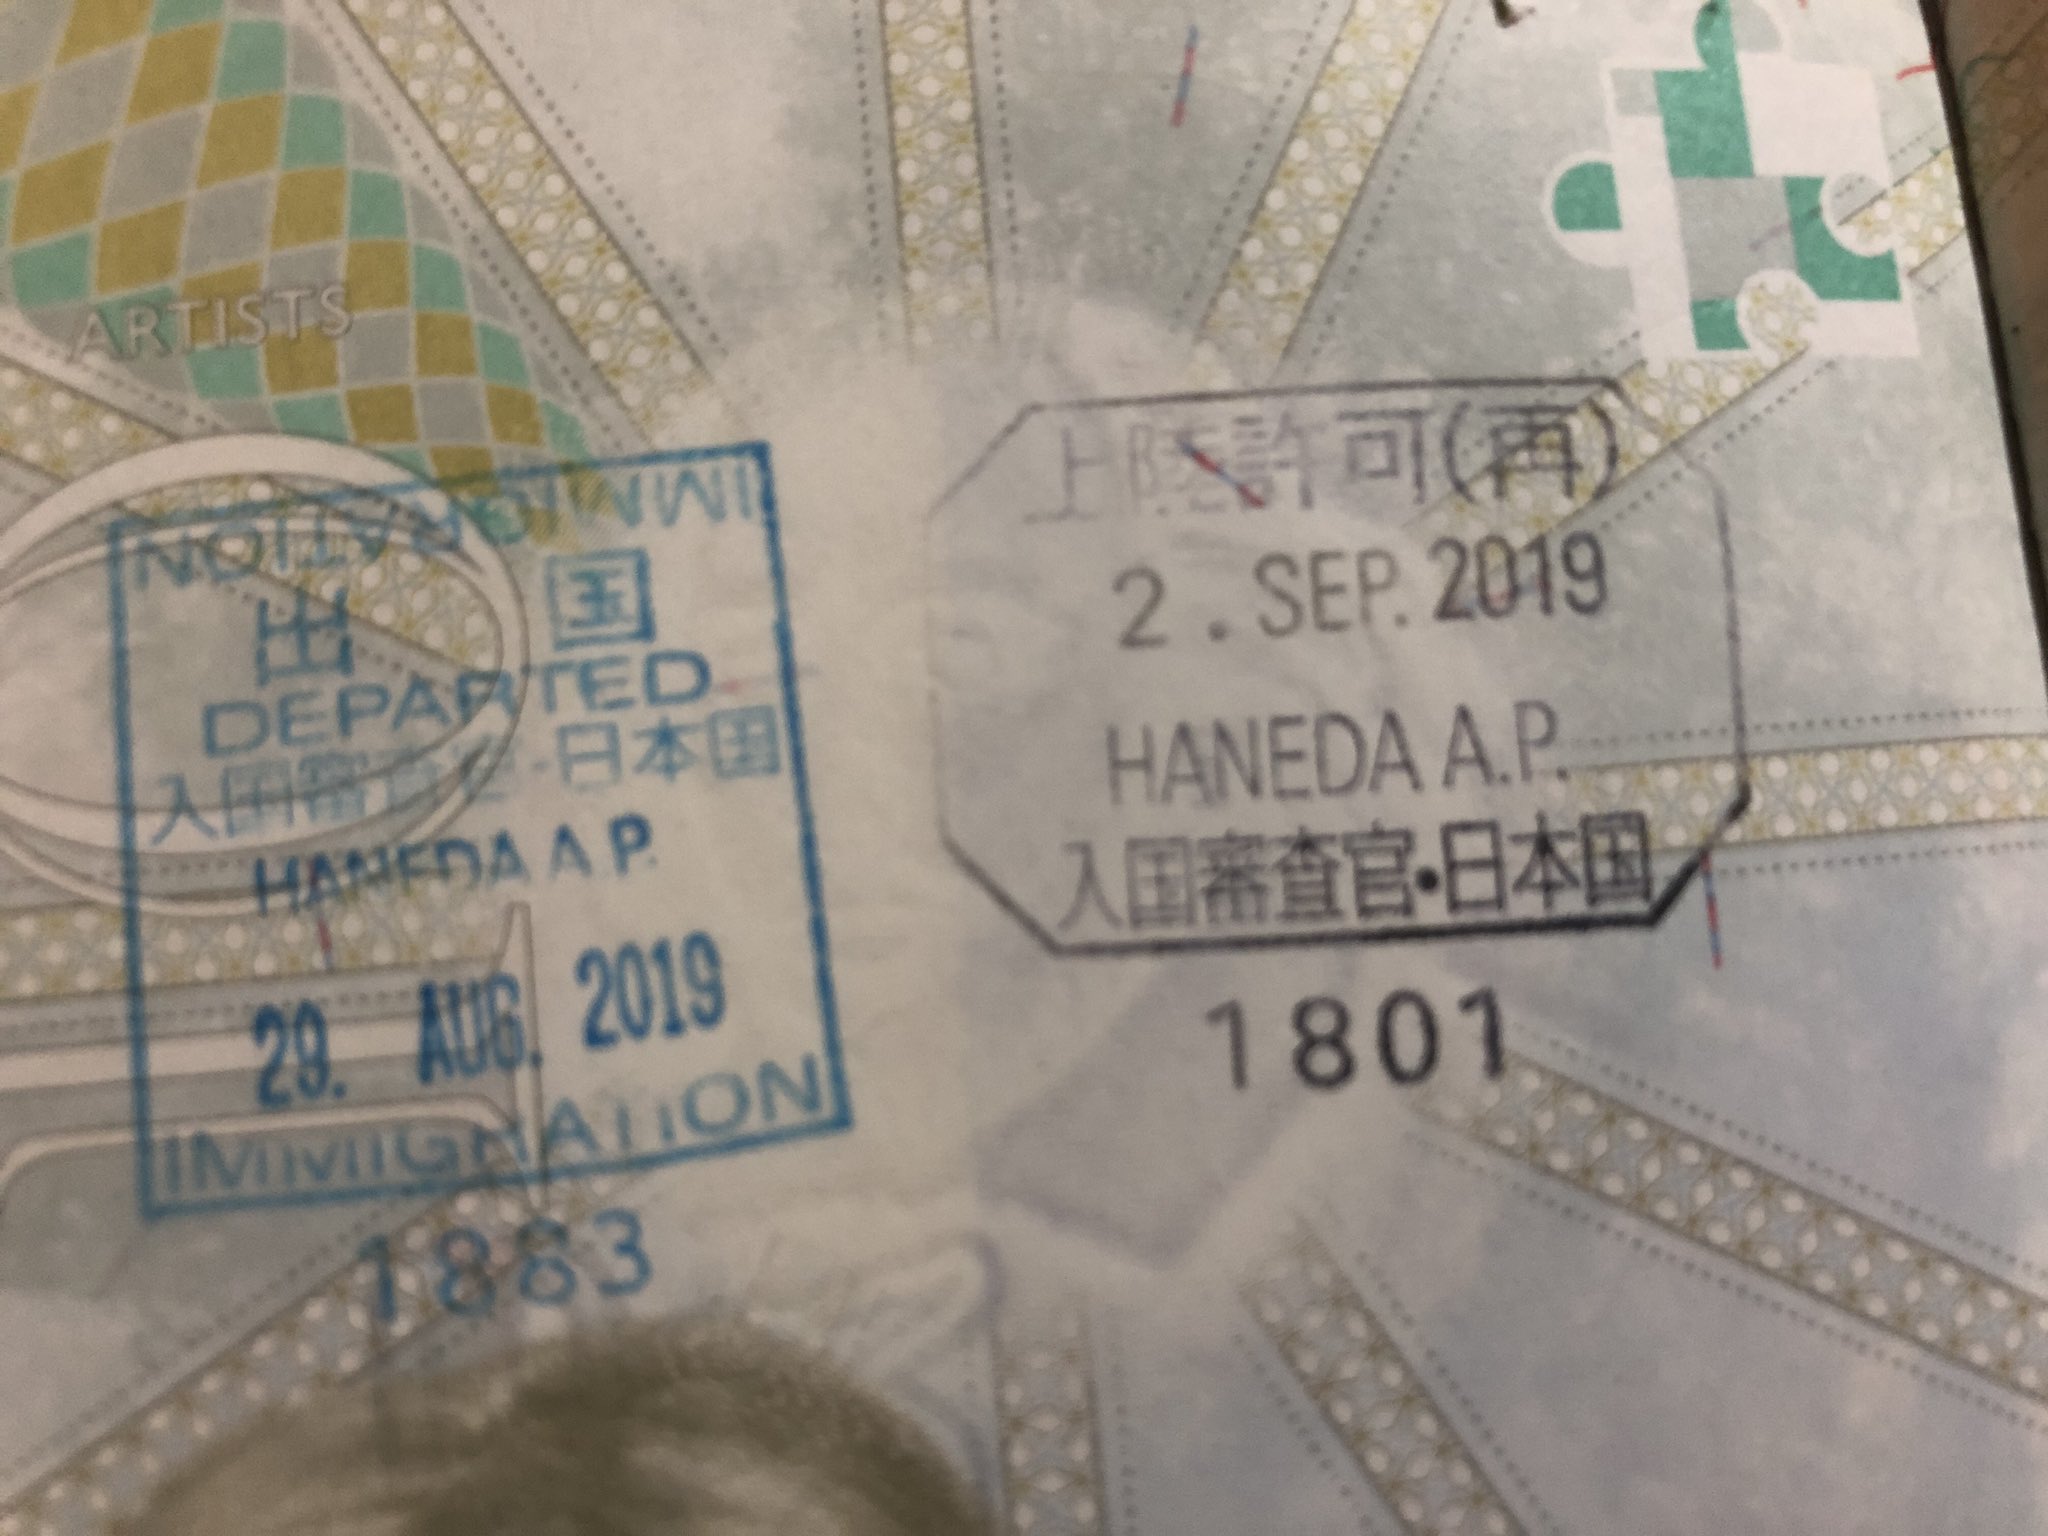 ARTISTS
IMMIGRATION
出国
DEPARTED
入国審査官・日本国
HANEDA A.P.
29. AUG. 2019
IMMIGRATION
1883
上陸許可(再)
2. SEP. 2019
HANEDA A.P.
入国審査官・日本国
1801